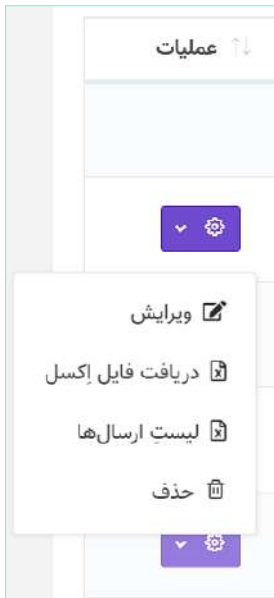 عملیات
ویرایش
دریافت فایل اِکسل
لیستِ ارسال‌ها
حذف